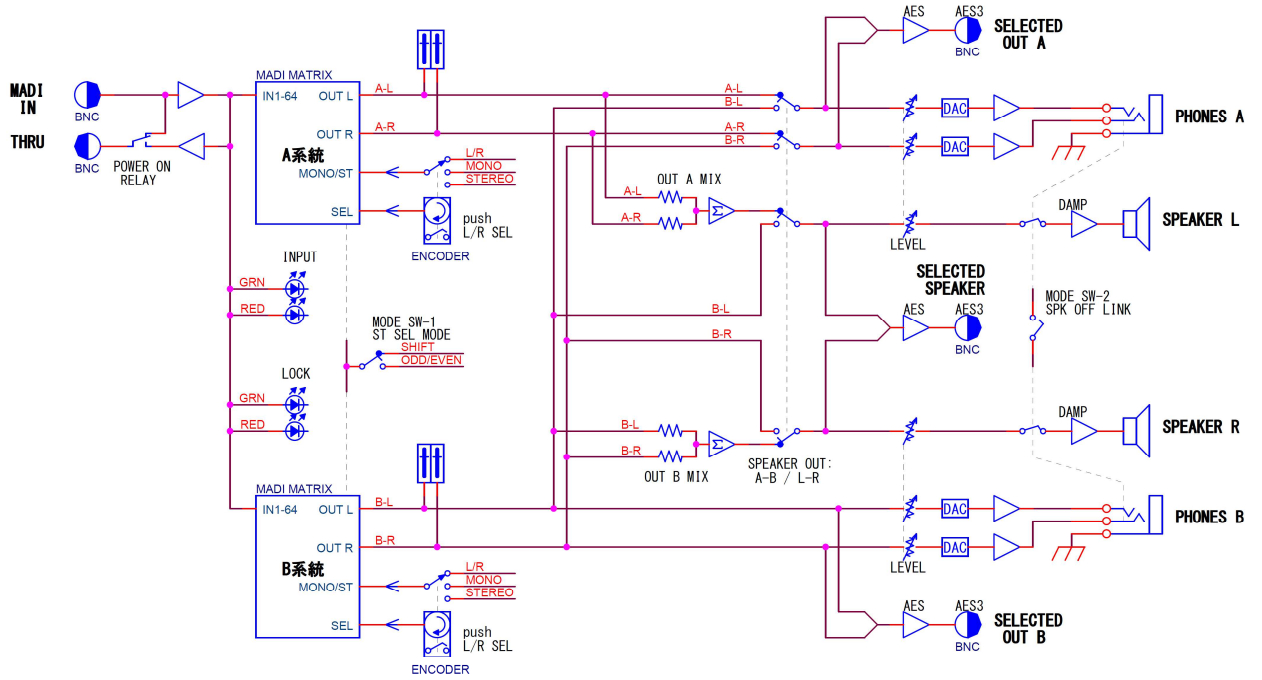 AES
AES3
SELECTED
OUT A
BNC
MADI
IN
BNC
THRU
BNC
POWER ON
RELAY
MADI MATRIX
IN1-64
OUT L
OUT R
A系統
MONO/ST
SEL
A-L
A-R
L/R
MONO
STEREO
push
L/R SEL
ENCODER
A-L
B-L
A-R
B-R
OUT A MIX
A-L
A-R
Σ
DAC
DAC
PHONES A
LEVEL
DAMP
SPEAKER L
INPUT
GRN
RED
MODE SW-1
ST SEL MODE
SHIFT
ODD/EVEN
LOCK
GRN
RED
B-L
B-R
SELECTED
SPEAKER
AES
AES3
BNC
MODE SW-2
SPK OFF LINK
B-L
B-R
Σ
OUT B MIX
SPEAKER OUT:
A-B / L-R
DAMP
SPEAKER R
MADI MATRIX
IN1-64
OUT L
OUT R
B系統
MONO/ST
SEL
B-L
B-R
L/R
MONO
STEREO
push
L/R SEL
ENCODER
DAC
DAC
LEVEL
PHONES B
AES
AES3
SELECTED
OUT B
BNC